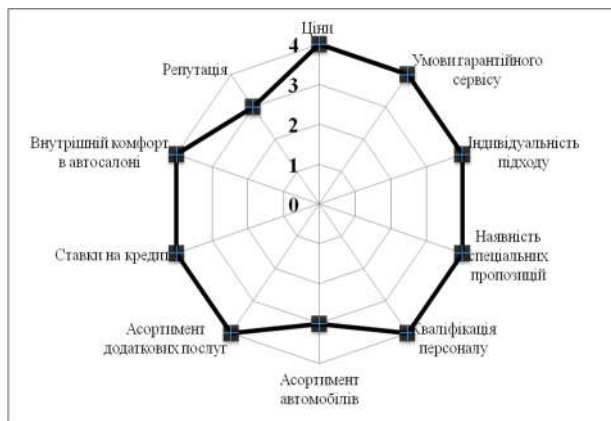 Ціни
4
3
2
1
0
Умови гарантійного
сервісу
Індивідуальність
підходу
Наявність
спеціальних
пропозицій
Кваліфікація
персоналу
Асортимент
автомобілів
Асортимент
додаткових послуг
Ставки на кредит
Внутрішній комфорт
в автосалоні
Репутація